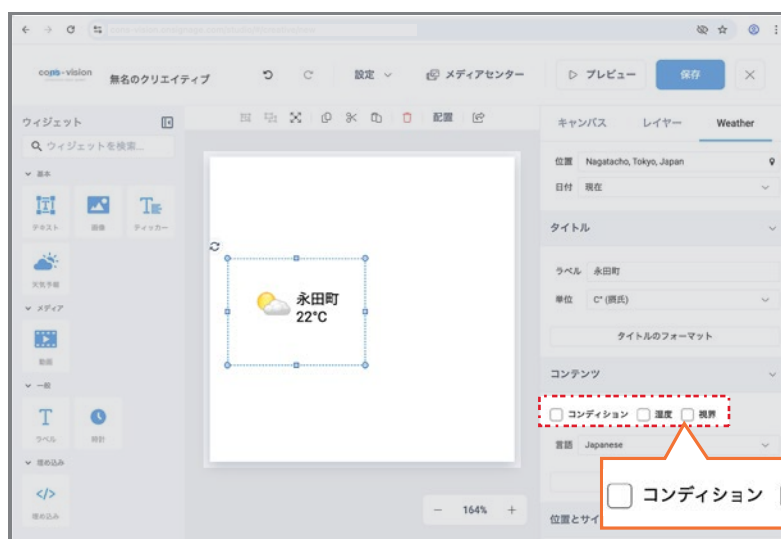 cons-vision
無名のクリエイティブ
設定
メディアセンター
プレビュー
保存
ウィジェット
配置
キャンバス
レイヤー
Weather
ウィジェットを検索...
位置
Nagatacho, Tokyo, Japan
基本
日付
現在
テキスト
画像
ティッカー
タイトル
天気予報
ラベル
永田町
メディア
永田町
22°C
単位
C° (摂氏)
動画
タイトルのフォーマット
一般
コンテンツ
ラベル
時計
コンディション
湿度
視界
埋め込み
言語
Japanese
</>
コンディション
埋め込み
164%
位置とサイ